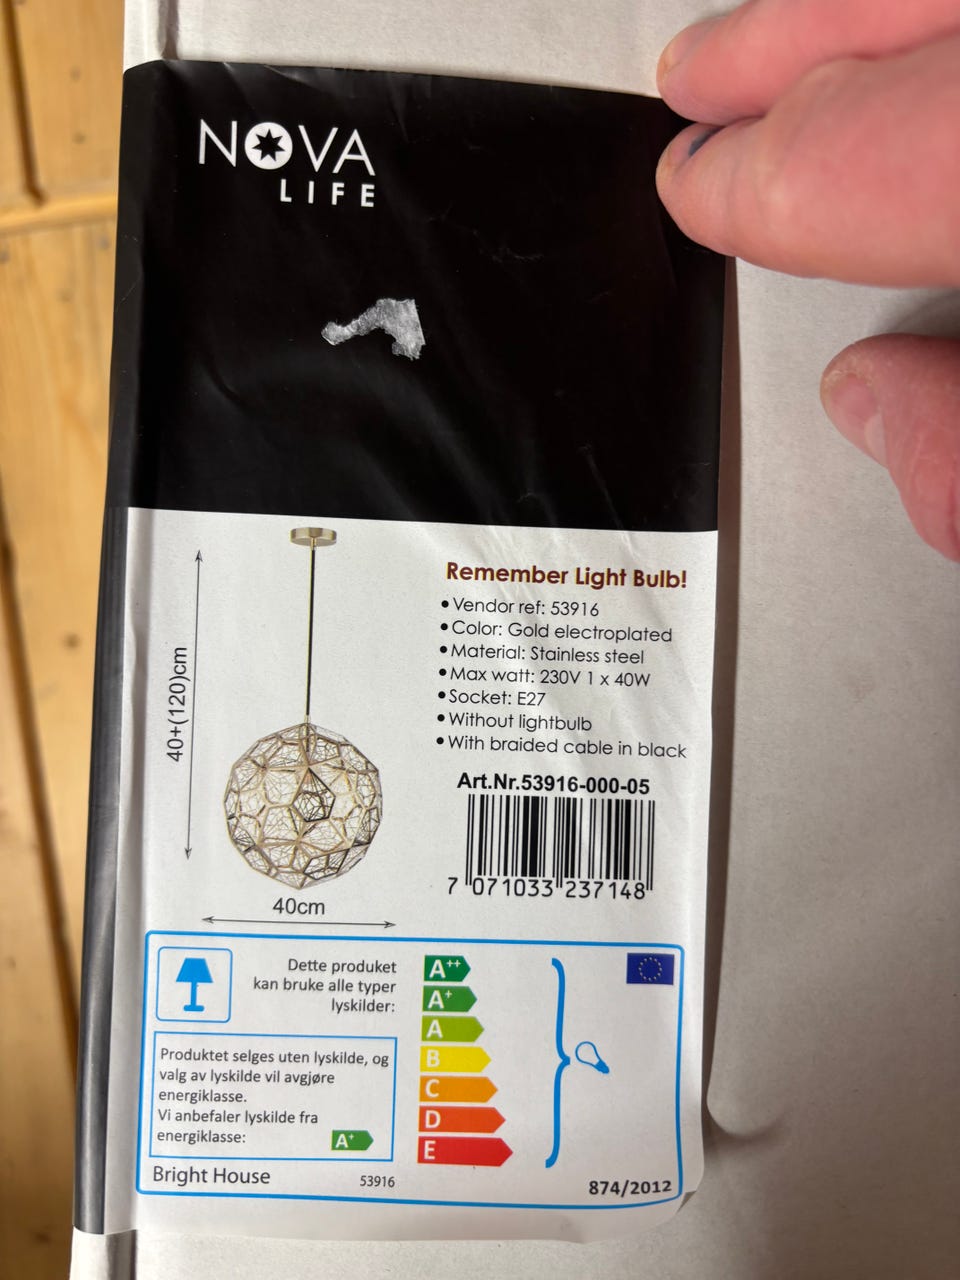 NOVA
LIFE
40+(120)cm
40cm
Remember Light Bulb!
• Vendor ref: 53916
• Color: Gold electroplated
• Material: Stainless steel
• Max watt: 230V 1 x 40W
• Socket: E27
• Without lightbulb
• With braided cable in black
Art.Nr.53916-000-05
7 071033 237148
Dette produket
kan bruke alle typer
lyskilder:
Produktet selges uten lyskilde, og
valg av lyskilde vil avgjøre
energiklasse.
Vi anbefaler lyskilde fra
energiklasse:
A+
Bright House
53916
A++
A+
A
B
C
D
E
874/2012